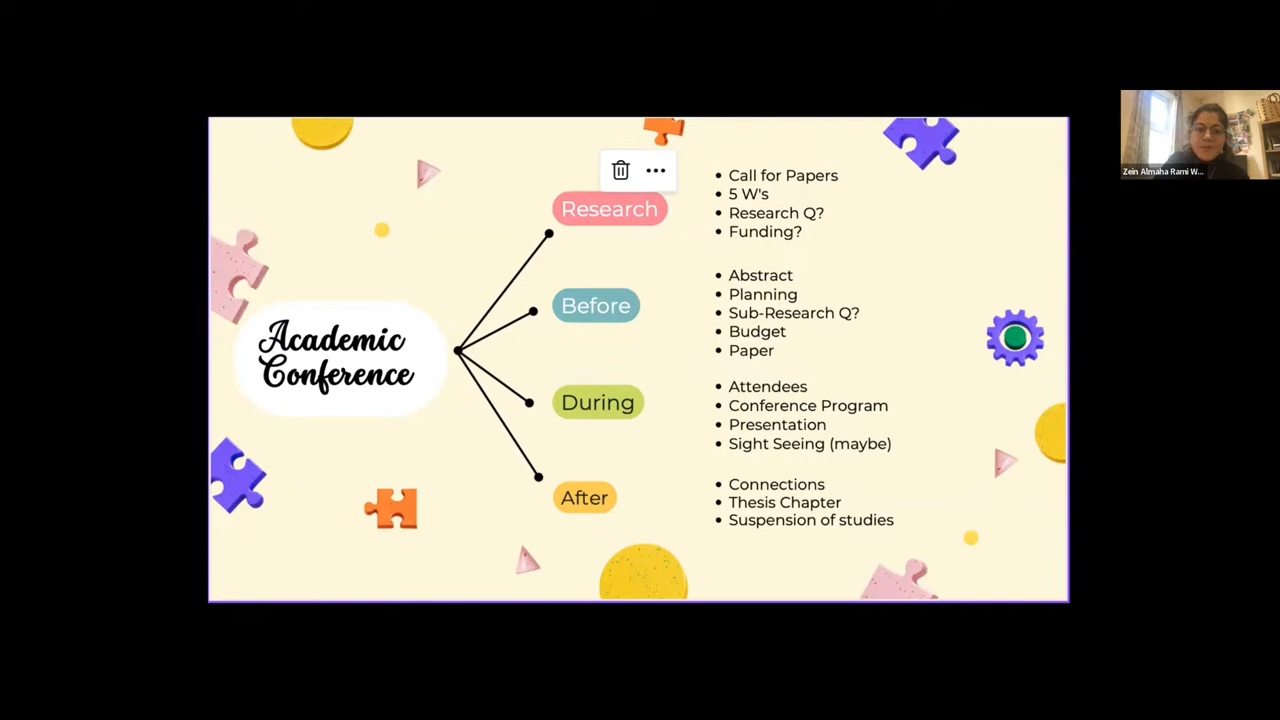 Academic
Conference
Research
• Call for Papers
• 5 W's
• Research Q?
• Funding?
Before
• Abstract
• Planning
• Sub-Research Q?
• Budget
• Paper
During
• Attendees
• Conference Program
• Presentation
• Sight Seeing (maybe)
After
• Connections
• Thesis Chapter
• Suspension of studies
Zein Almaha Rami W...